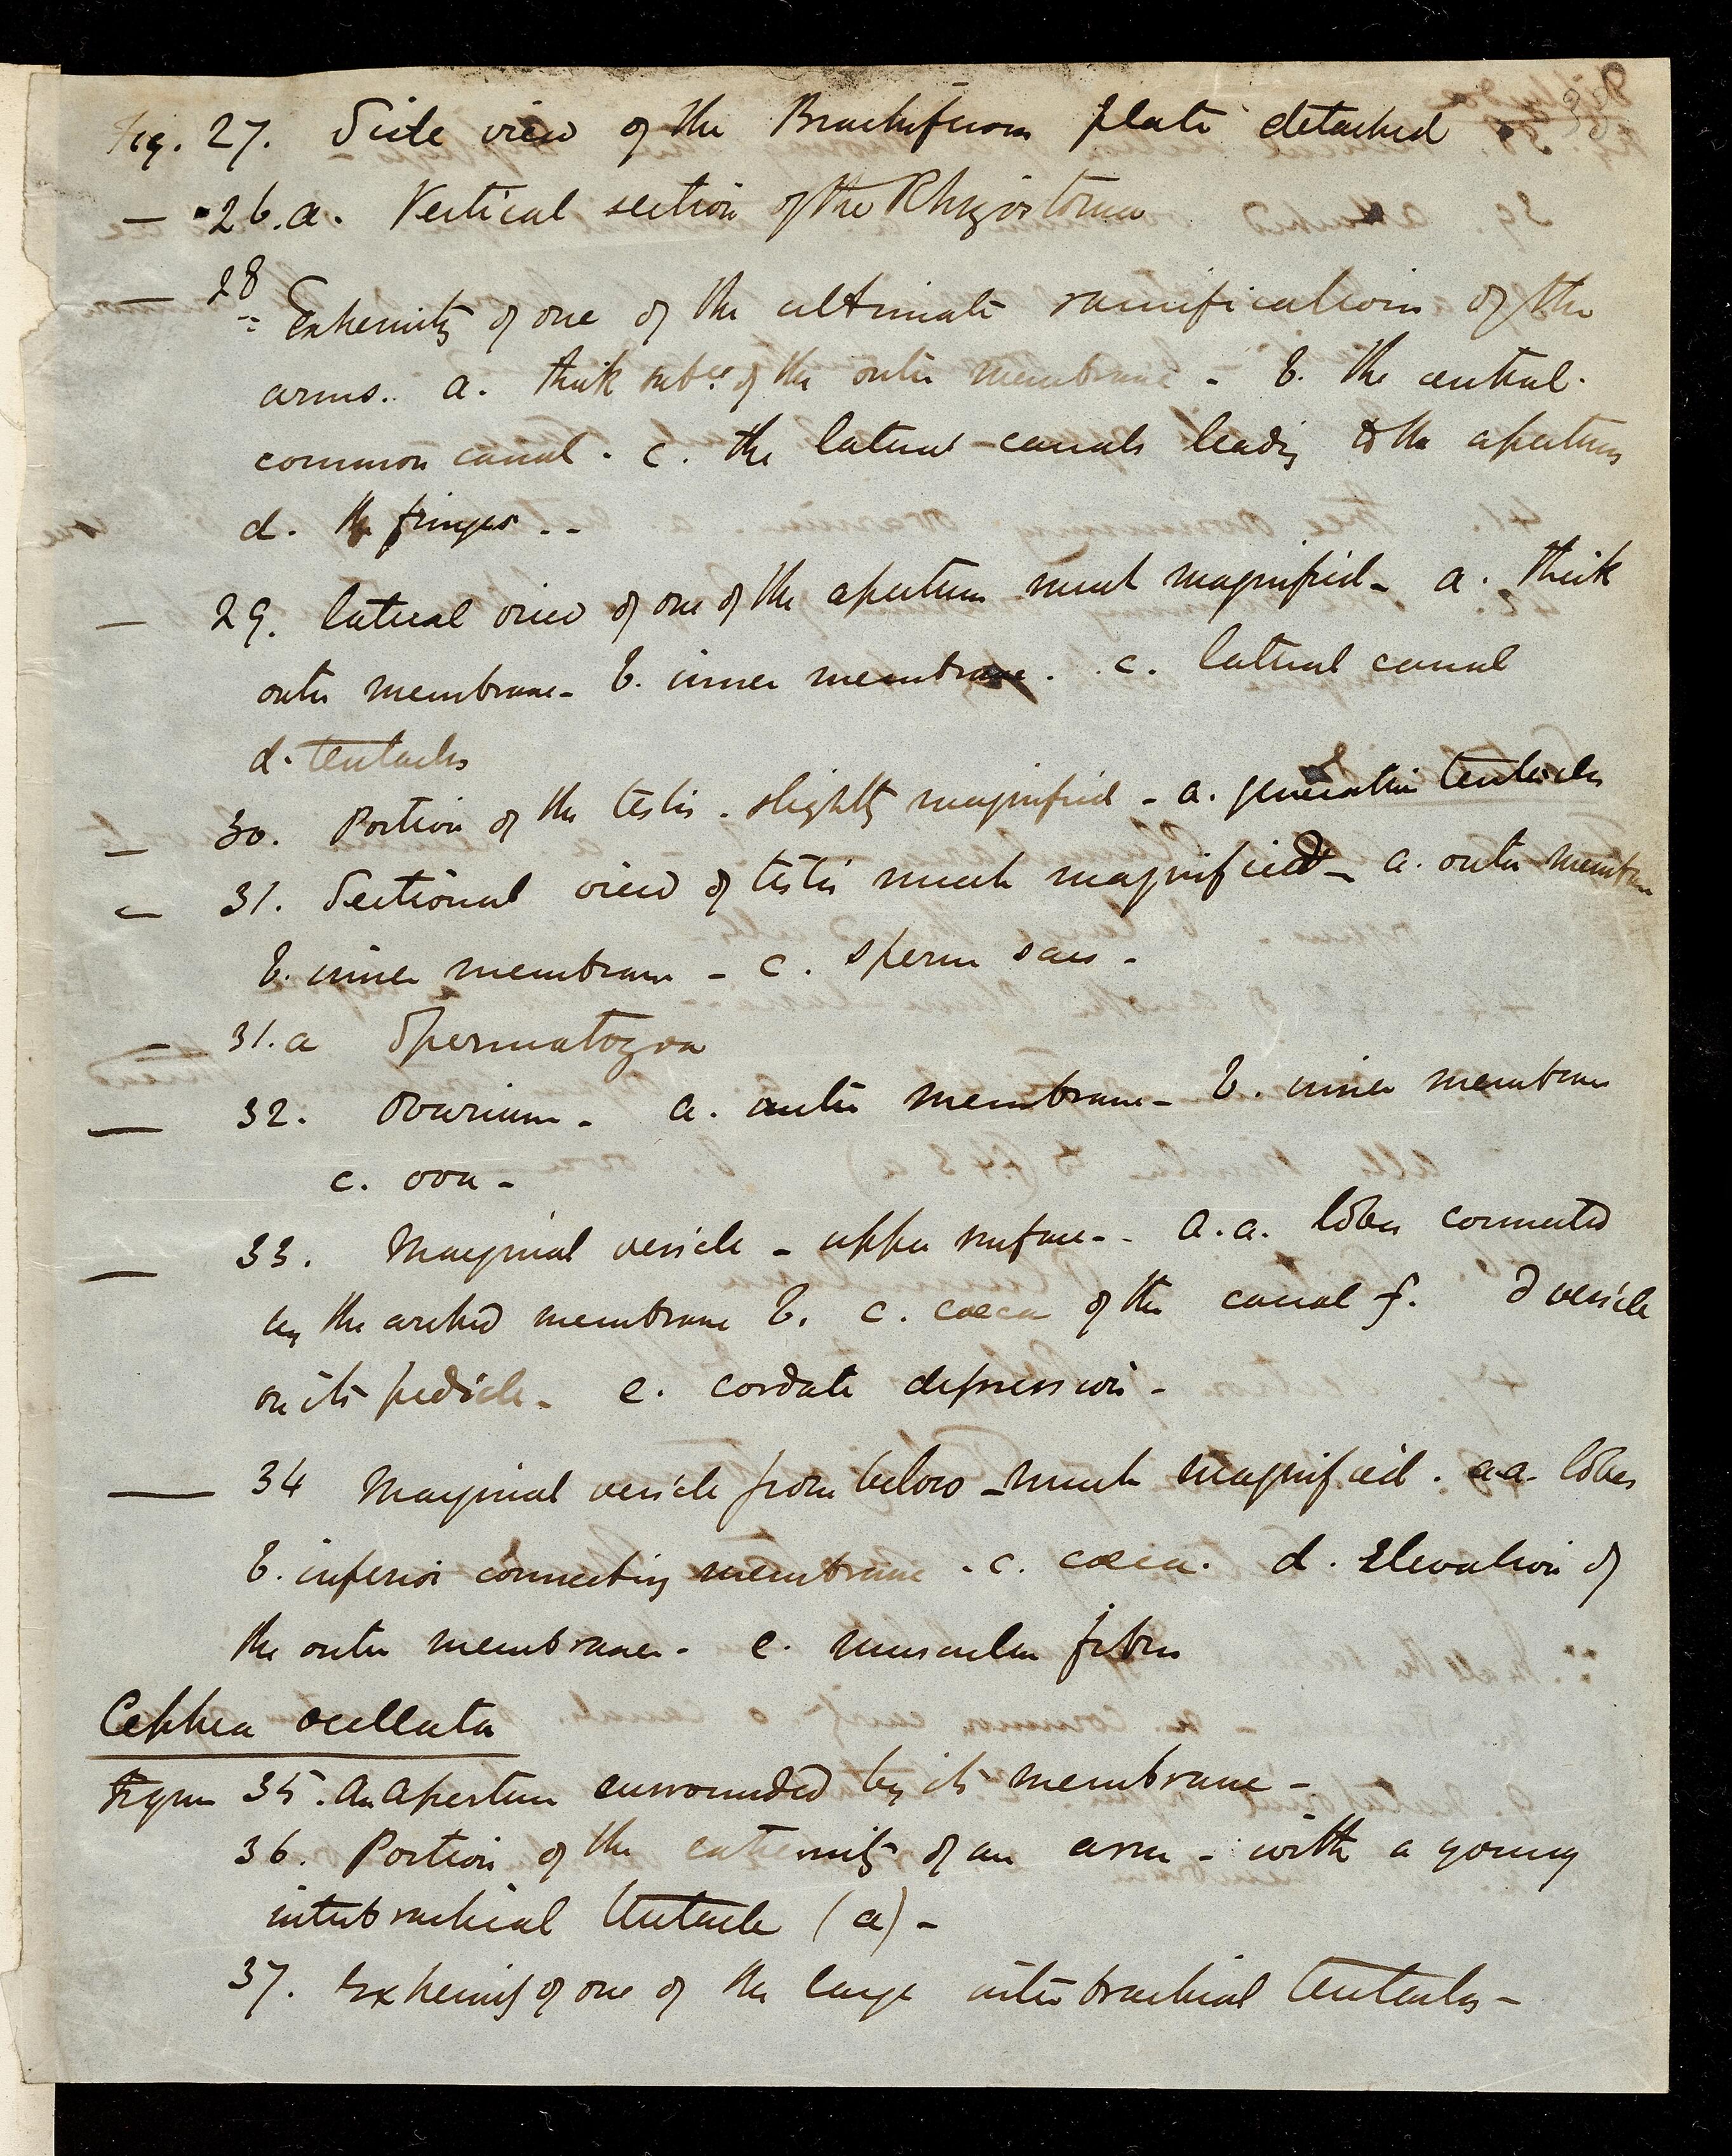 Fig. 27. Side view of the Brachiferous plate detached
— 26.a. Vertical section of the Rhizostoma
— 28 Extremity of one of the ultimate ramifications of the
arms. a. thick subce. of the outer membrane - b. the central
common canal. c. the lateral canals leading to the apertures
d. the fringes. -
— 29. lateral view of one of the apertures much magnified - a. thick
outer membrane - b. inner membrane. c. lateral canal
d. tentacles
— 30. Portion of the testis. slightly magnified - a. generative tentacles
— 31. Sectional view of testis much magnified - a. outer membrane
b. inner membrane - c. sperm sacs -
— 31.a Spermatozoa
— 32. Ovarium - a. outer membrane - b. inner membrane
c. ova -
— 33. Marginal vesicle - upper surface - - a.a. lobes connected
by the arched membrane b. c. caeca of the canal f. d vesicle
on its pedicle - e. cordate depression -
— 34 Marginal vesicle from below - much magnified. a.a. lobes
b. inferior connecting membrane - c. caeca. d. Elevation of
the outer membrane - e. muscular fibres
Cephea ocellata
Figure 35. An aperture surrounded by its membrane -
36. Portion of the extremity of an arm - with a young
interbrachial tentacle (a) -
37. Extremity of one of the large interbrachial tentacles -